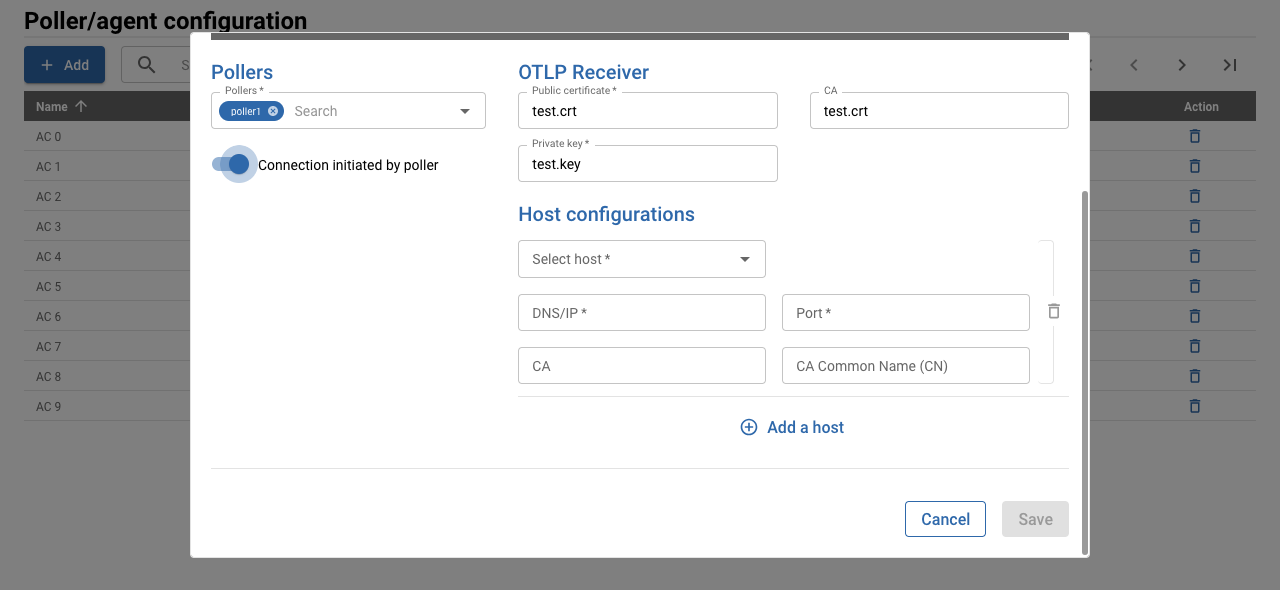 Poller/agent configuration
Add
S
Name
Action
AC 0
AC 1
AC 2
AC 3
AC 4
AC 5
AC 6
AC 7
AC 8
AC 9
Pollers
Pollers *
poller1
Search
Connection initiated by poller
OTLP Receiver
Public certificate *
test.crt
CA
test.crt
Private key *
test.key
Host configurations
Select host *
DNS/IP *
Port *
CA
CA Common Name (CN)
Add a host
Cancel
Save